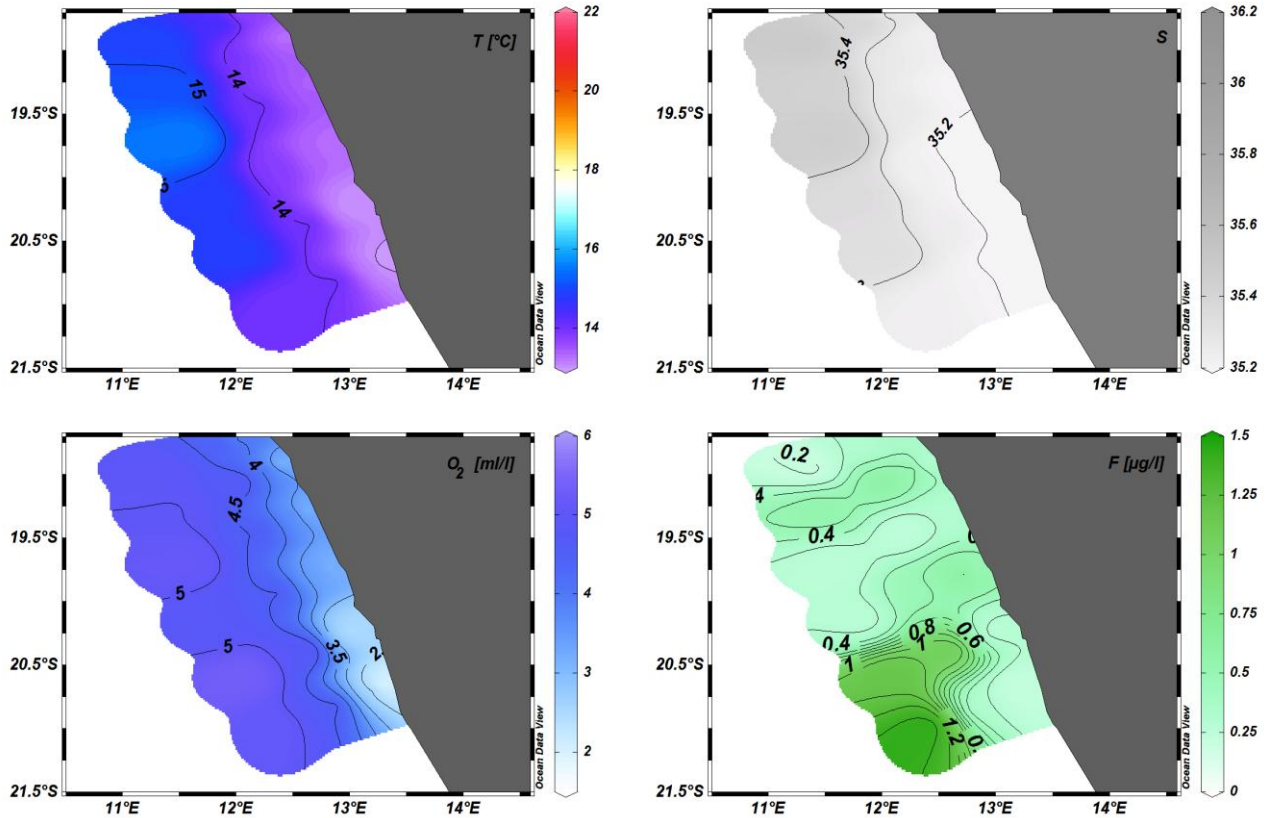 T [°C]
15
14
14
5
19.5°S
20.5°S
21.5°S
11°E
12°E
13°E
14°E
22
20
18
16
14
Ocean Data View
S
35.4
35.2
19.5°S
20.5°S
21.5°S
11°E
12°E
13°E
14°E
36.2
36
35.8
35.6
35.4
35.2
Ocean Data View
O2 [ml/l]
4
4.5
5
5
3.5
2
19.5°S
20.5°S
21.5°S
11°E
12°E
13°E
14°E
6
5
4
3
2
Ocean Data View
F [µg/l]
0.2
4
0.4
0.4
0.8
1
0.6
1
1.2
0.
19.5°S
20.5°S
21.5°S
11°E
12°E
13°E
14°E
1.5
1.25
1
0.75
0.5
0.25
0
Ocean Data View